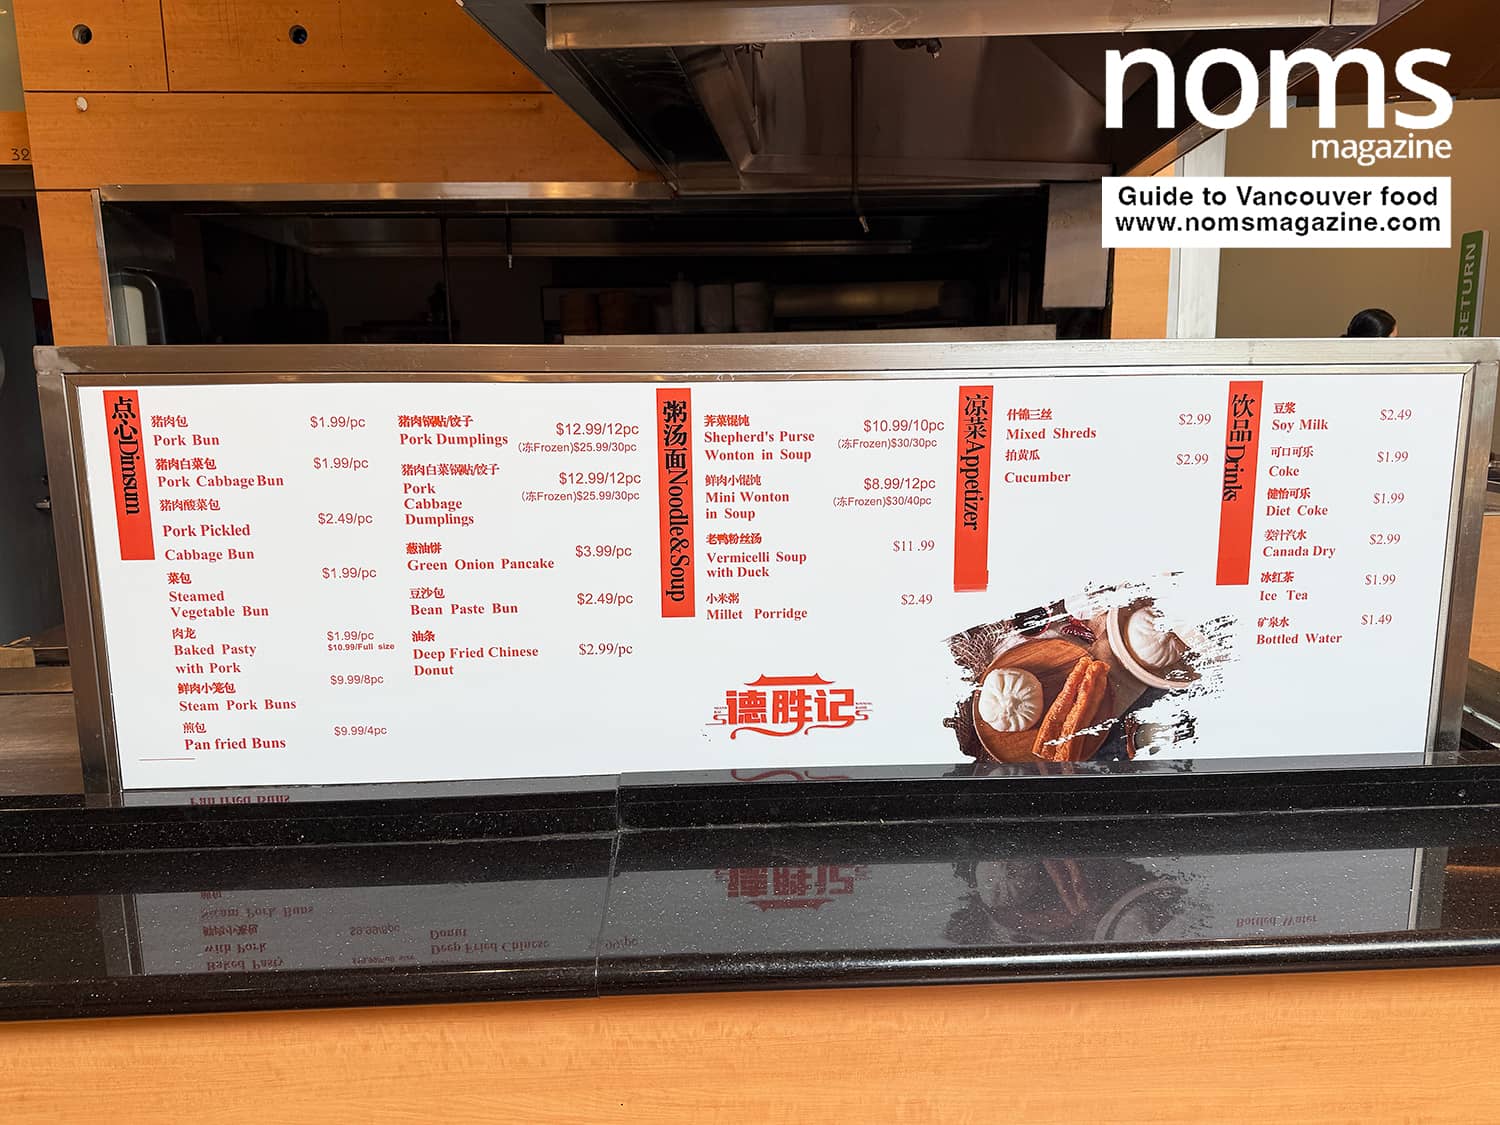 noms
magazine
Guide to Vancouver food
www.nomsmagazine.com
RETURN
32
点心Dimsum
猪肉包
Pork Bun $1.99/pc
猪肉白菜包
Pork Cabbage Bun $1.99/pc
猪肉酸菜包
Pork Pickled $2.49/pc
Cabbage Bun
菜包 $1.99/pc
Steamed
Vegetable Bun
肉龙
Baked Pasty $1.99/pc
with Pork $10.99/Full size
鲜肉小笼包 $9.99/8pc
Steam Pork Buns
煎包 $9.99/4pc
Pan fried Buns
猪肉锅贴/饺子 $12.99/12pc
Pork Dumplings (冻Frozen)$25.99/30pc
猪肉白菜锅贴/饺子 $12.99/12pc
Pork (冻Frozen)$25.99/30pc
Cabbage
Dumplings
葱油饼 $3.99/pc
Green Onion Pancake
豆沙包 $2.49/pc
Bean Paste Bun
油条
Deep Fried Chinese $2.99/pc
Donut
粥汤面Noodle&Soup
荠菜馄饨 $10.99/10pc
Shepherd's Purse (冻Frozen)$30/30pc
Wonton in Soup
鲜肉小馄饨 $8.99/12pc
Mini Wonton (冻Frozen)$30/40pc
in Soup
老鸭粉丝汤 $11 .99
Vermicelli Soup
with Duck
小米粥 $2.49
Millet Porridge
德胜记
凉菜Appetizer
什锦三丝 $2.99
Mixed Shreds
拍黄瓜 $2.99
Cucumber
饮品Drinks
豆浆 $2.49
Soy Milk
可口可乐 $1.99
Coke
健怡可乐 $1.99
Diet Coke
姜汁汽水 $2.99
Canada Dry
冰红茶 $1.99
Ice Tea
矿泉水 $1.49
Bottled Water